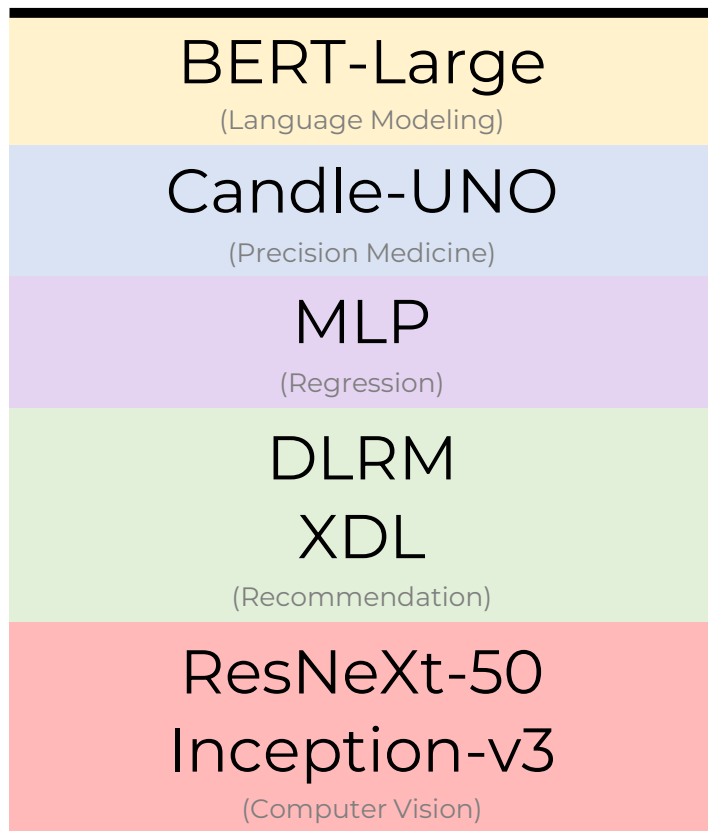 BERT-Large
(Language Modeling)
Candle-UNO
(Precision Medicine)
MLP
(Regression)
DLRM
XDL
(Recommendation)
ResNeXt-50
Inception-v3
(Computer Vision)